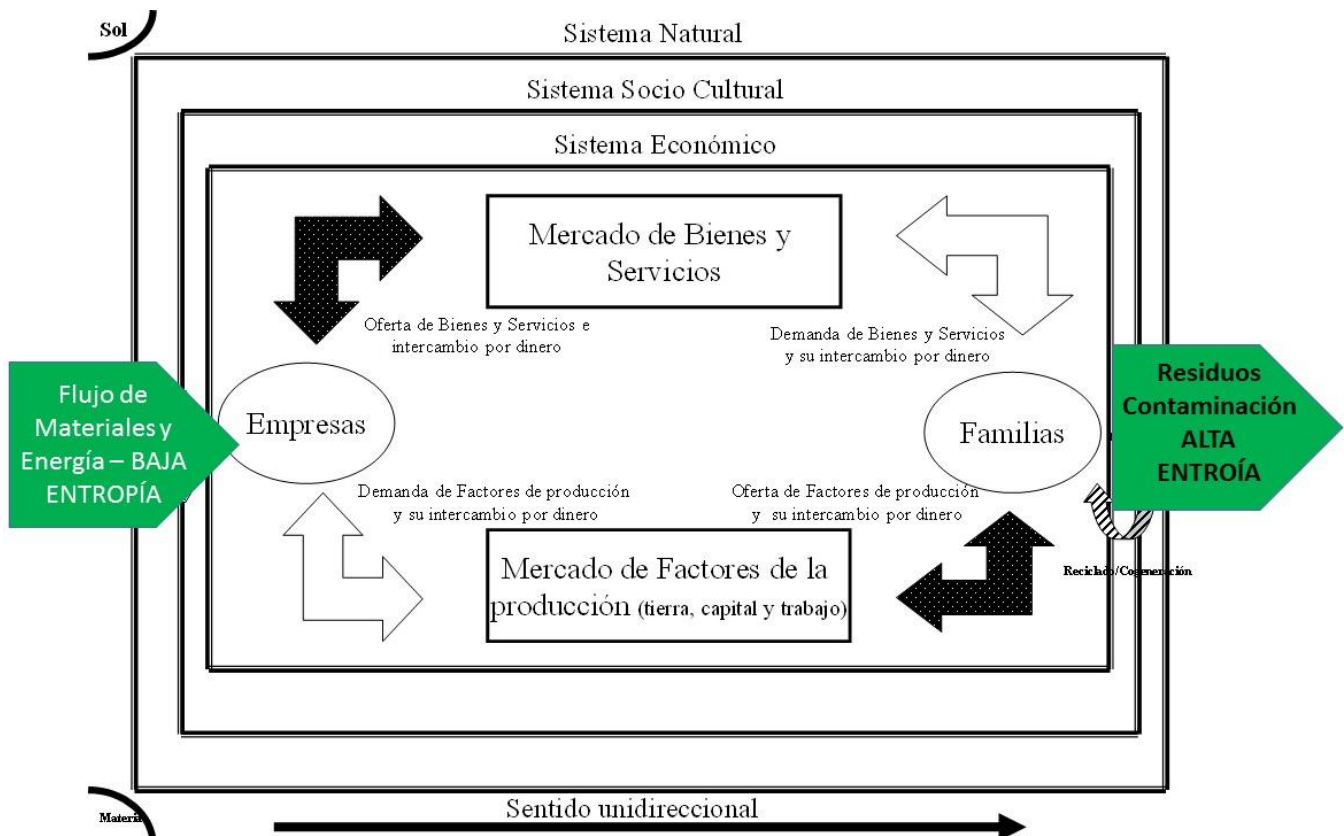 Sol
Sistema Natural
Sistema Socio Cultural
Sistema Económico
Mercado de Bienes y
Servicios
Oferta de Bienes y Servicios e
intercambio por dinero
Demanda de Bienes y Servicios
y su intercambio por dinero
Flujo de
Materiales y
Energía – BAJA
ENTROPÍA
Empresas
Familias
Residuos
Contaminación
ALTA
ENTROÍA
Demanda de Factores de producción
y su intercambio por dinero
Oferta de Factores de producción
y su intercambio por dinero
Mercado de Factores de la
producción (tierra, capital y trabajo)
Reciclado/Cogeneración
Materia
Sentido unidireccional